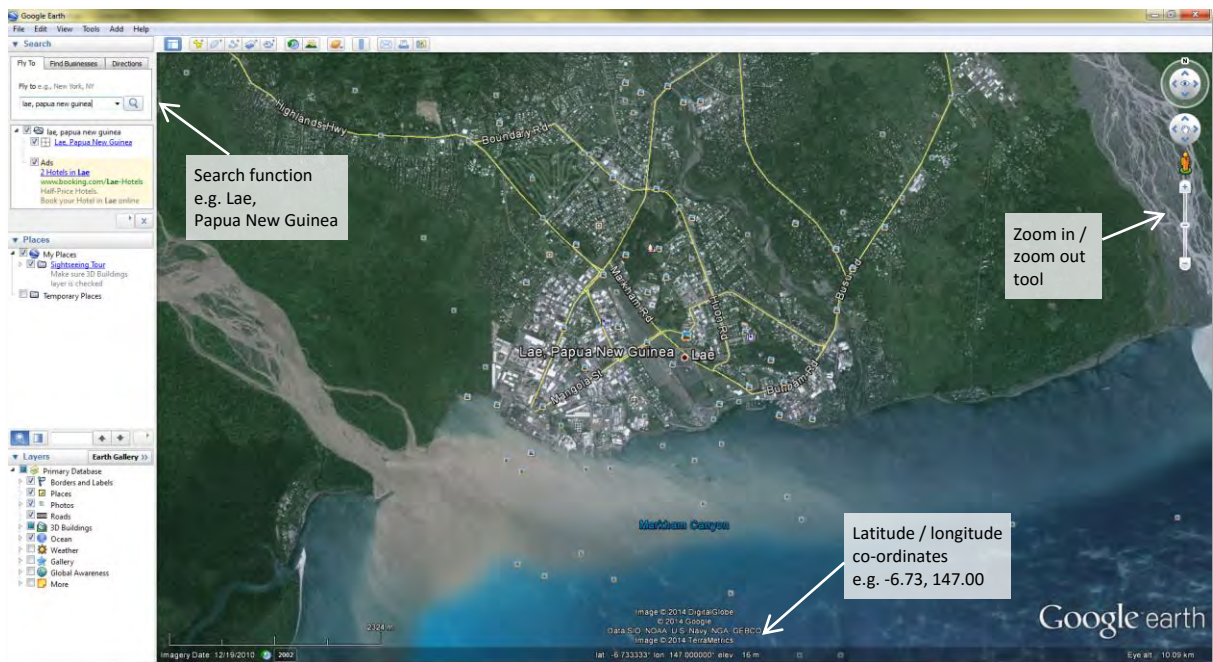 Google Earth
File Edit View Tools Add Help
Search
Fly To Find Businesses Directions
Fly to e.g., New York, NY
lae, papua new guinea
lae, papua new guinea
Lae, Papua New Guinea
Ads
2 Hotels in Lae
www.booking.com/Lae-Hotels
Half-Price Hotels.
Book your Hotel in Lae online
Places
My Places
Sightseeing Tour
Make sure 3D Buildings
layer is checked
Temporary Places
Layers Earth Gallery >>
Primary Database
Borders and Labels
Places
Photos
Roads
3D Buildings
Ocean
Weather
Gallery
Global Awareness
More
Search function
e.g. Lae,
Papua New Guinea
Highlands Hwy
Boundary Rd
Markham Rd
Huon Rd
Busu Rd
Lae, Papua New Guinea
Lae
Mangola St
Bumbam Rd
Markham Canyon
N
Zoom in /
zoom out
tool
Latitude / longitude
co-ordinates
e.g. -6.73, 147.00
Image © 2014 DigitalGlobe
© 2014 Google
Data SIO, NOAA, U.S. Navy, NGA, GEBCO
Image © 2014 TerraMetrics
Google earth
2324 m
Imagery Date: 12/19/2010 2002
lat -6.733333° lon 147.000000° elev 16 m
Eye alt 10.09 km